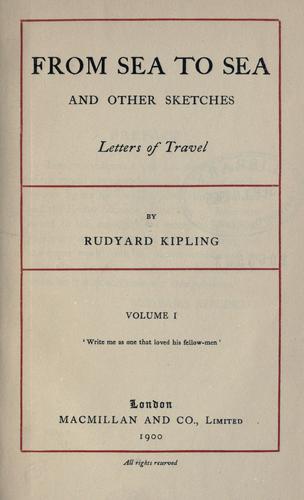 FROM SEA TO SEA
AND OTHER SKETCHES
Letters of Travel
BY
RUDYARD KIPLING
VOLUME I
' Write me as one that loved his fellow-men '
London
MACMILLAN AND CO., LIMITED
1900
All rights reserved